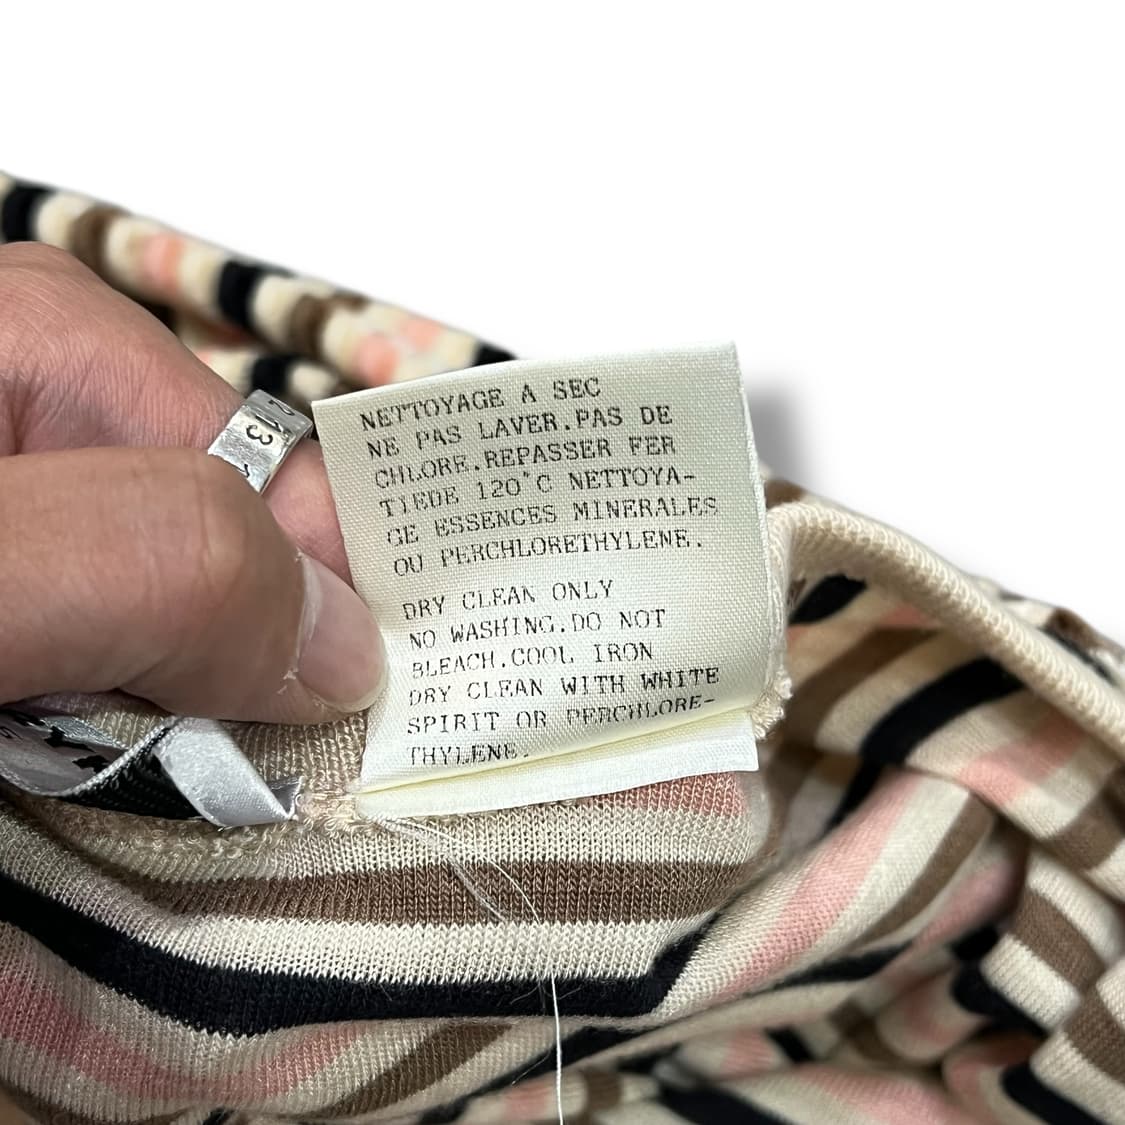 NETTOYAGE A SEC
NE PAS LAVER.PAS DE
CHLORE.REPASSER FER
TIEDE 120°C NETTOYA-
GE ESSENCES MINERALES
OU PERCHLORETHYLENE.
DRY CLEAN ONLY
NO WASHING.DO NOT
BLEACH.COOL IRON
DRY CLEAN WITH WHITE
SPIRIT OR PERCHLORE-
THYLENE.
213